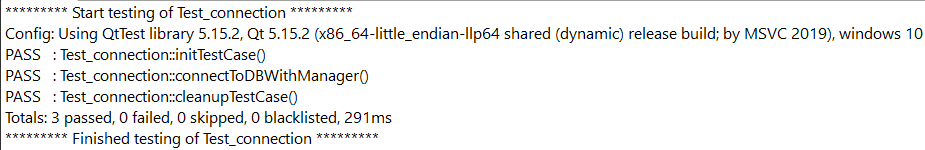 ********* Start testing of Test_connection *********
Config: Using QtTest library 5.15.2, Qt 5.15.2 (x86_64-little_endian-llp64 shared (dynamic) release build; by MSVC 2019), windows 10
PASS   : Test_connection::initTestCase()
PASS   : Test_connection::connectToDBWithManager()
PASS   : Test_connection::cleanupTestCase()
Totals: 3 passed, 0 failed, 0 skipped, 0 blacklisted, 291ms
********* Finished testing of Test_connection *********